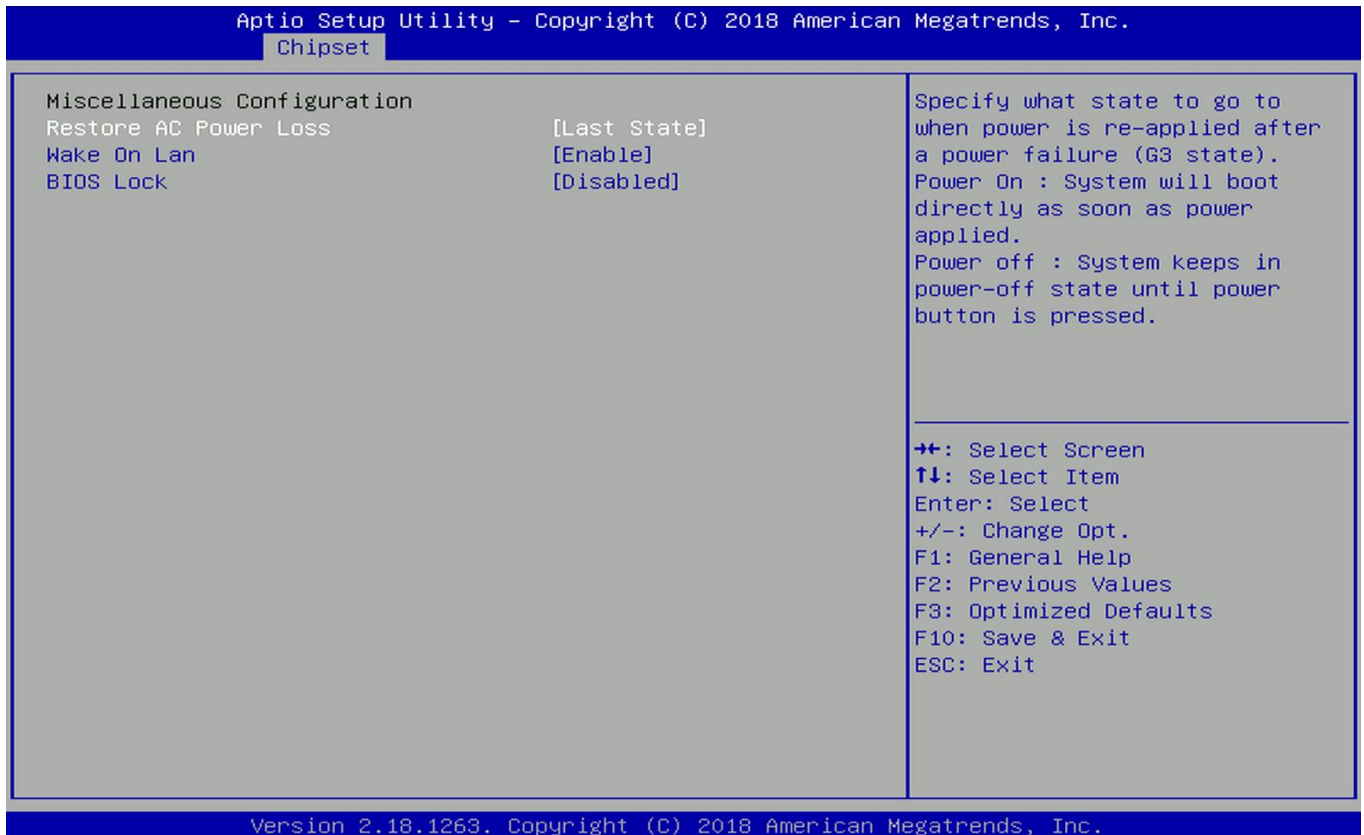 Aptio Setup Utility – Copyright (C) 2018 American Megatrends, Inc.
Chipset
Miscellaneous Configuration
Restore AC Power Loss [Last State]
Wake On Lan [Enable]
BIOS Lock [Disabled]
Specify what state to go to
when power is re-applied after
a power failure (G3 state).
Power On : System will boot
directly as soon as power
applied.
Power off : System keeps in
power-off state until power
button is pressed.
→←: Select Screen
↑↓: Select Item
Enter: Select
+/-: Change Opt.
F1: General Help
F2: Previous Values
F3: Optimized Defaults
F10: Save & Exit
ESC: Exit
Version 2.18.1263. Copyright (C) 2018 American Megatrends, Inc.